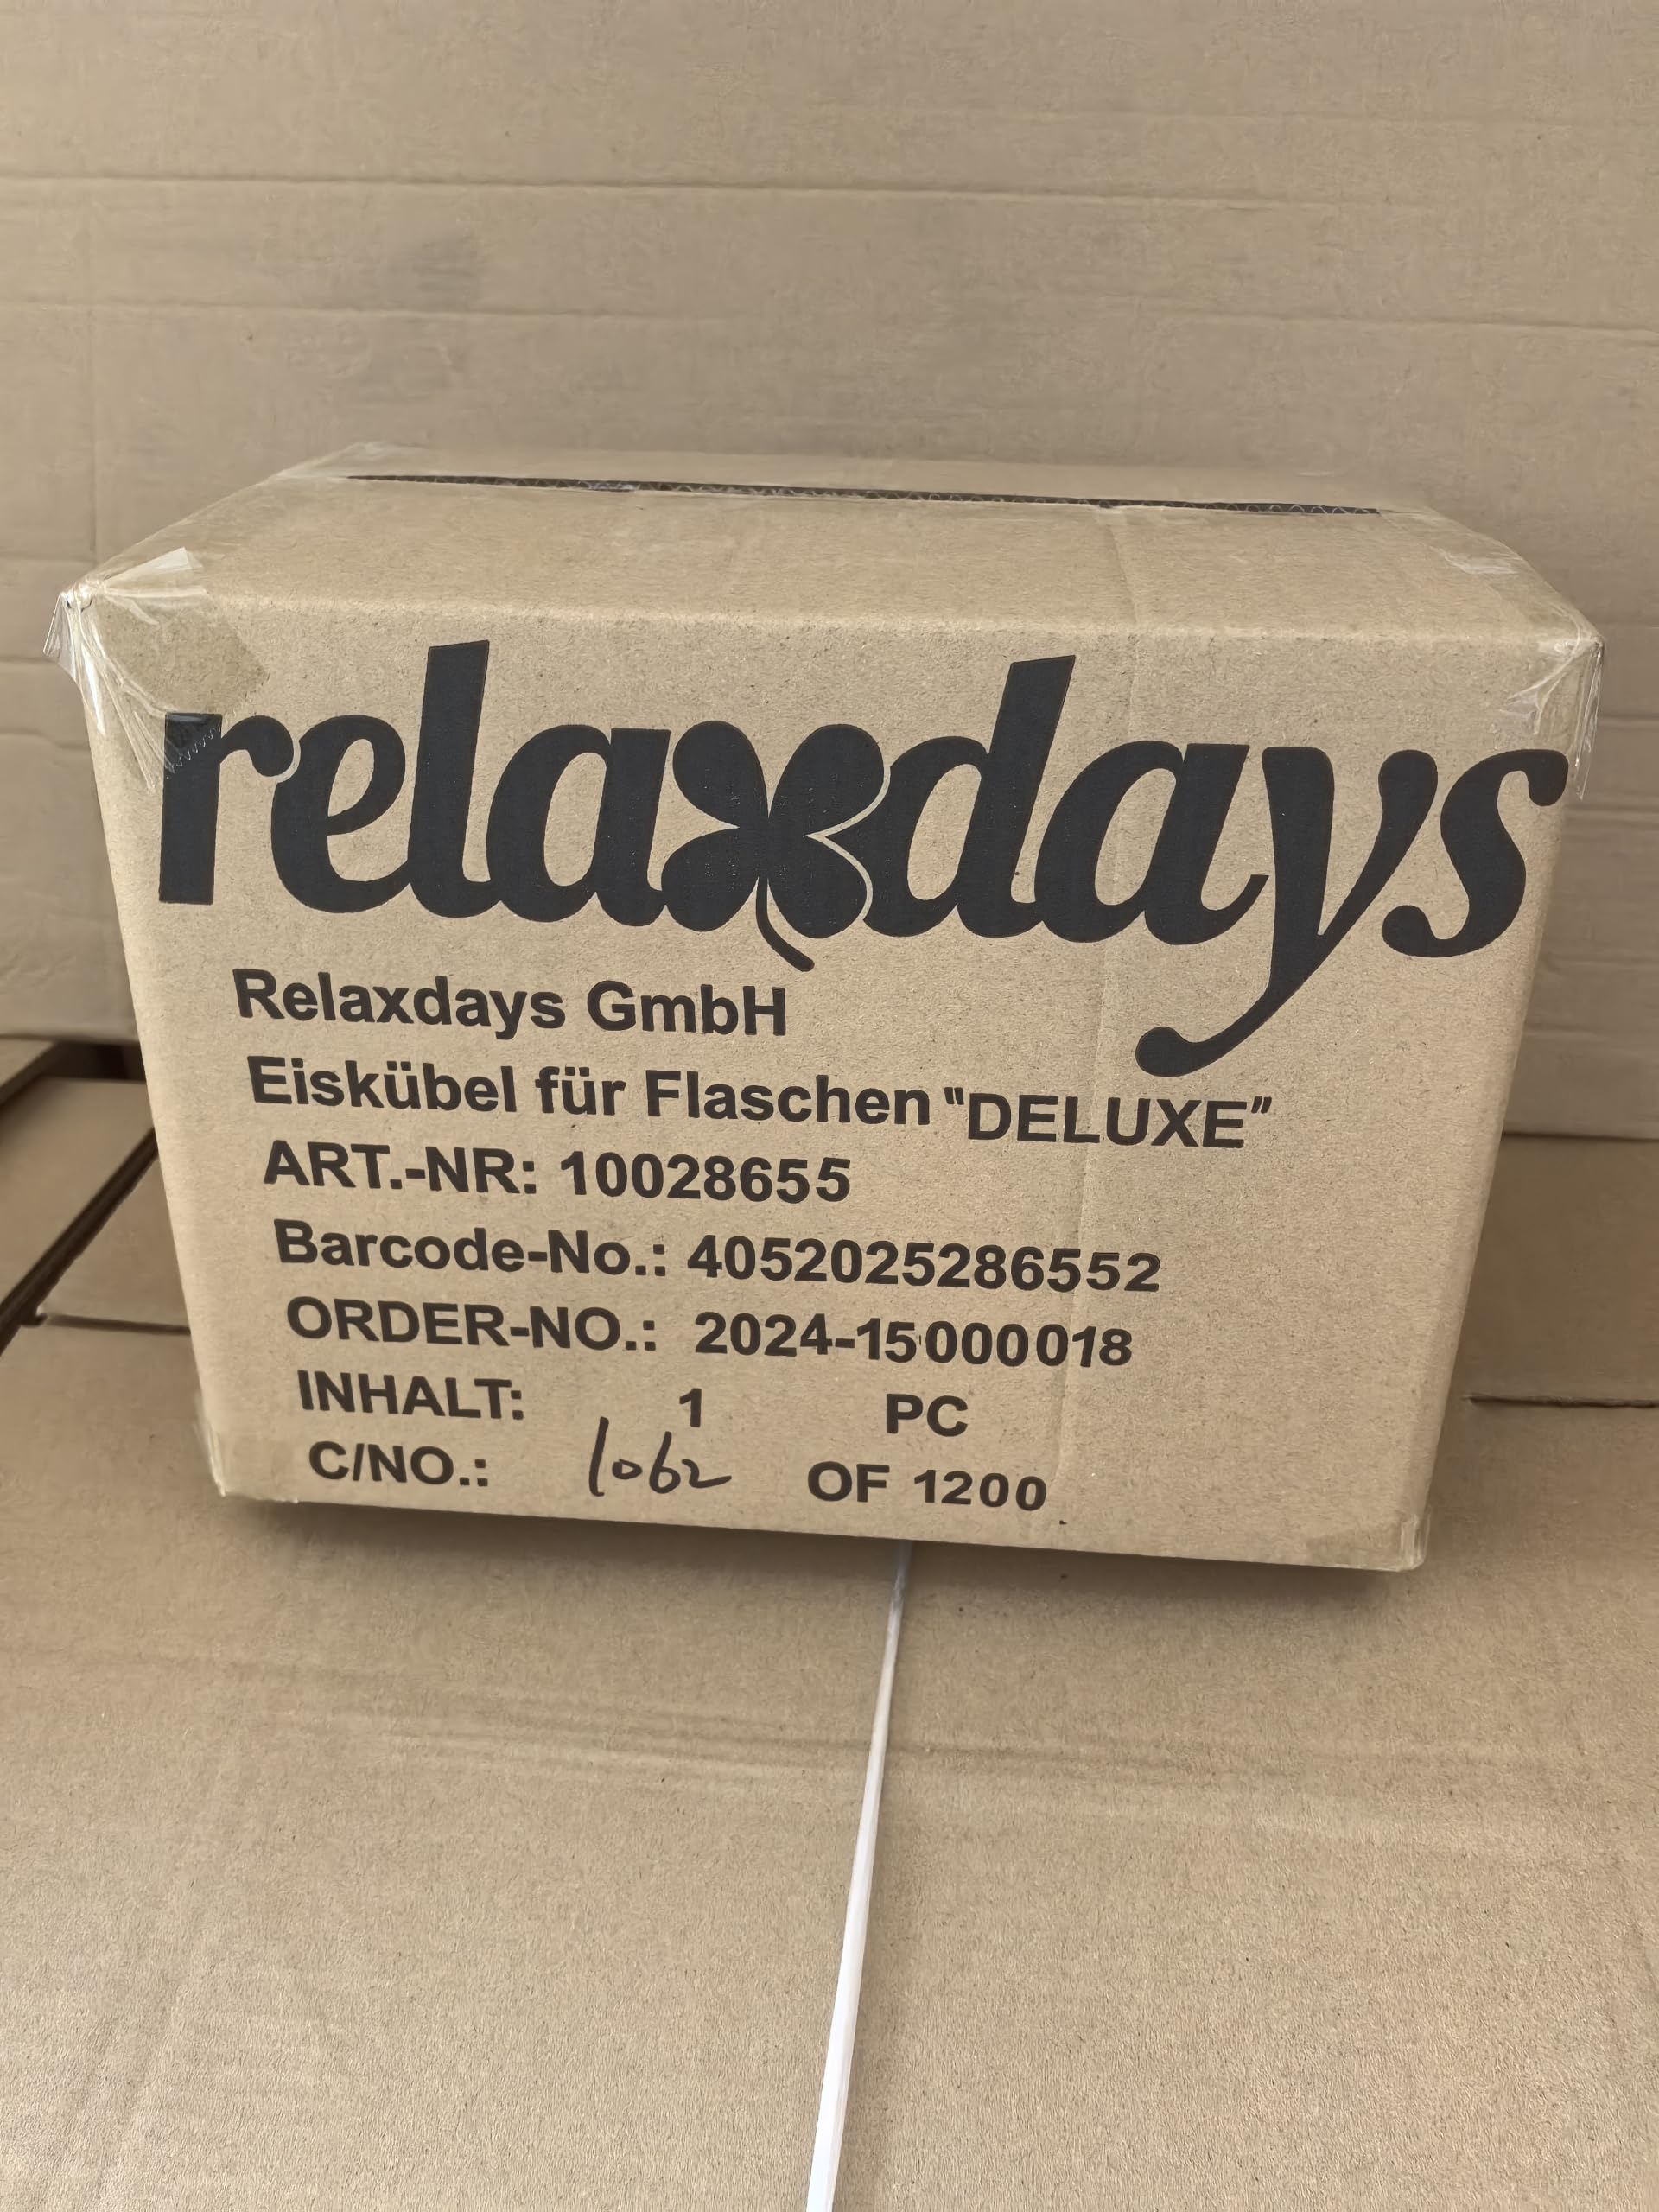 relaxdays
Relaxdays GmbH
Eiskübel für Flaschen "DELUXE"
ART.-NR: 10028655
Barcode-No.: 4052025286552
ORDER-NO.: 2024-15000018
INHALT: 1 PC
C/NO.: 1062 OF 1200